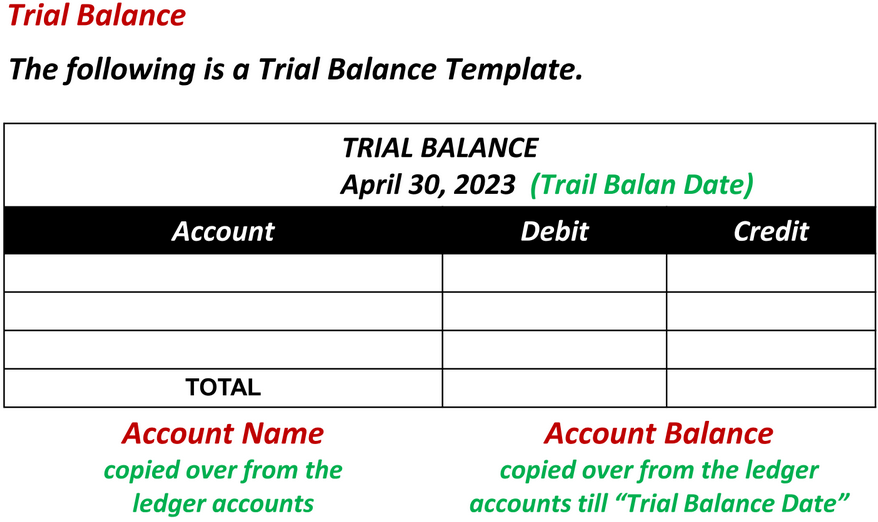 Trial Balance
The following is a Trial Balance Template.
TRIAL BALANCE
April 30, 2023 (Trail Balan Date)
Account Debit Credit
TOTAL
Account Name Account Balance
copied over from the copied over from the ledger
ledger accounts accounts till “Trial Balance Date”